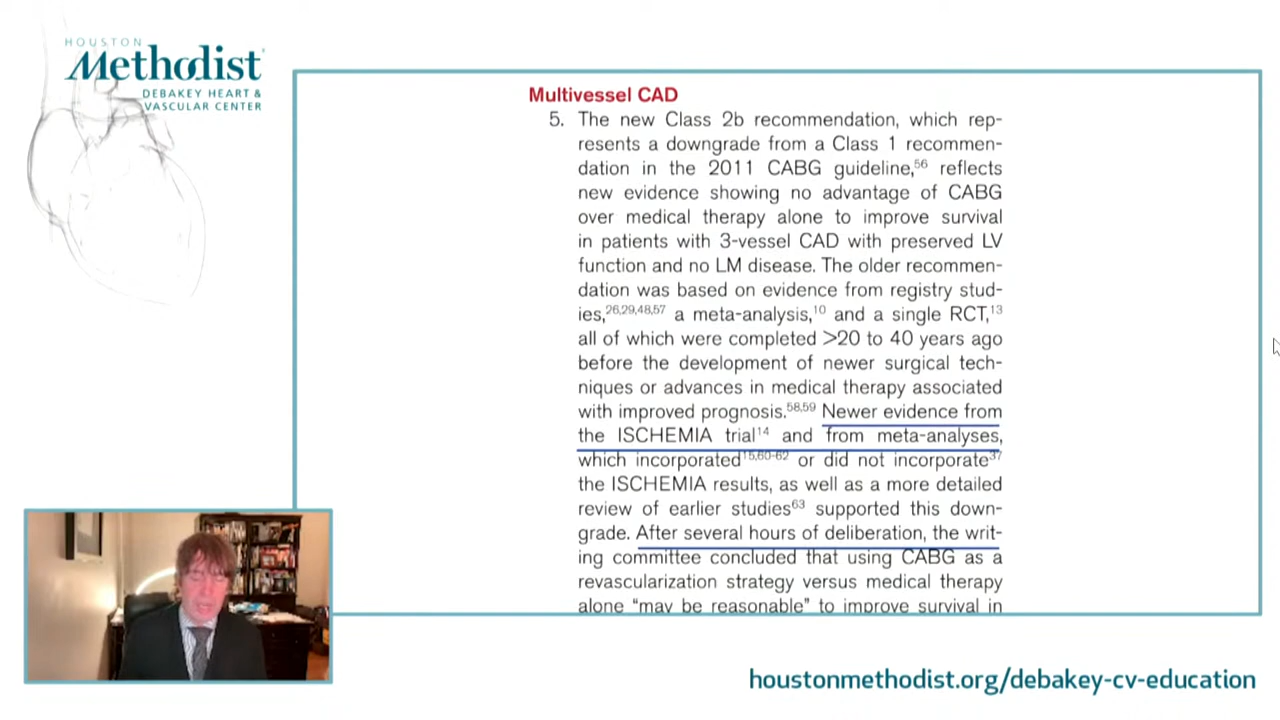 HOUSTON
Methodist
DEBAKEY HEART &
VASCULAR CENTER
Multivessel CAD
5. The new Class 2b recommendation, which rep-
resents a downgrade from a Class 1 recommen-
dation in the 2011 CABG guideline,56 reflects
new evidence showing no advantage of CABG
over medical therapy alone to improve survival
in patients with 3-vessel CAD with preserved LV
function and no LM disease. The older recommen-
dation was based on evidence from registry stud-
ies,26,29,48,57 a meta-analysis,10 and a single RCT,13
all of which were completed >20 to 40 years ago
before the development of newer surgical tech-
niques or advances in medical therapy associated
with improved prognosis.58,59 Newer evidence from
the ISCHEMIA trial14 and from meta-analyses,
which incorporated15,60-62 or did not incorporate37
the ISCHEMIA results, as well as a more detailed
review of earlier studies63 supported this down-
grade. After several hours of deliberation, the writ-
ing committee concluded that using CABG as a
revascularization strategy versus medical therapy
alone “may be reasonable” to improve survival in
houstonmethodist.org/debakey-cv-education